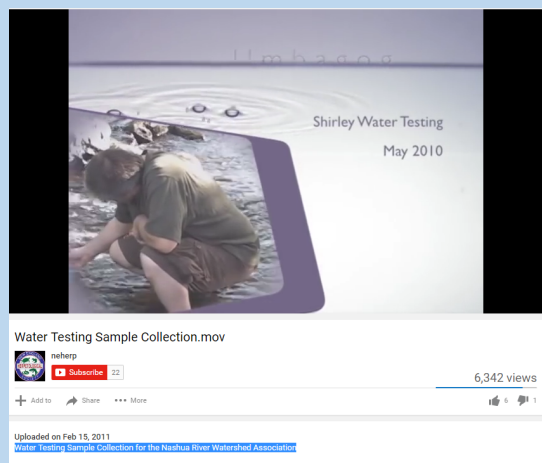 Umbagog
Shirley Water Testing
May 2010
Water Testing Sample Collection.mov
neherp
Subscribe 22
6,342 views
Add to Share More
6 1
Uploaded on Feb 15, 2011
Water Testing Sample Collection for the Nashua River Watershed Association